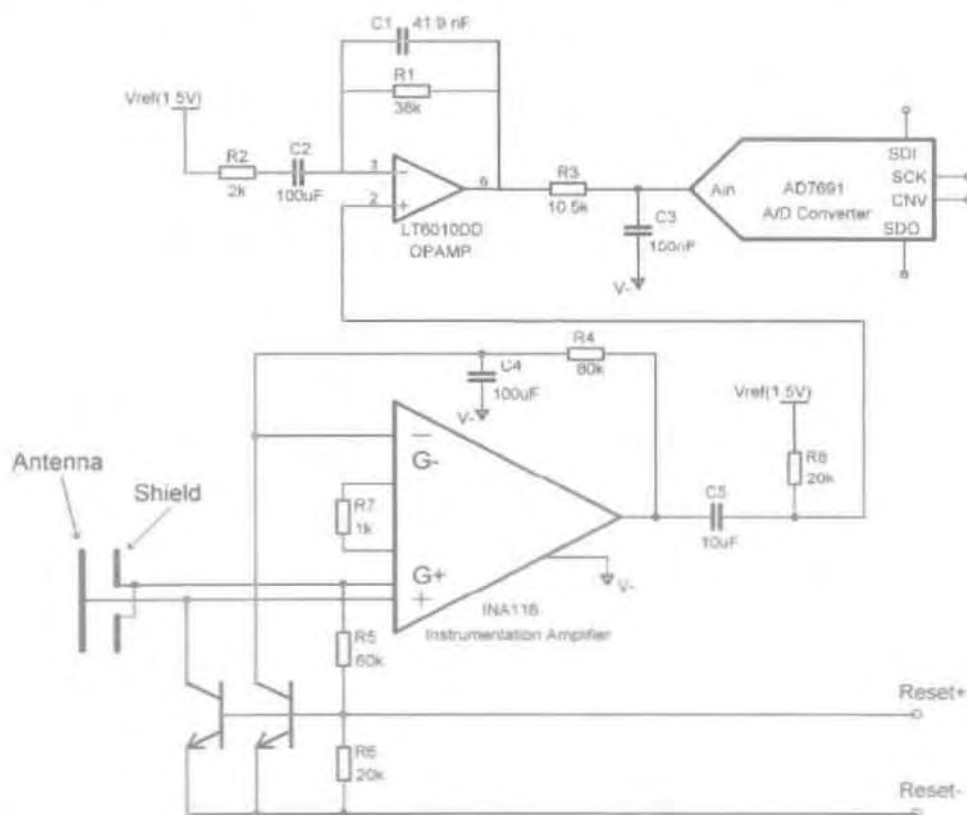 C1 41.9 nF
R1
38k
Vref(1.5V)
R2
2k
C2
100uF
3
2
6
LT6010DD
OPAMP
R3
10.5k
C3
100nF
V-
Ain
AD7691
A/D Converter
SDI
SCK
CNV
SDO
R4
80k
C4
100uF
V-
Vref(1.5V)
R8
20k
C5
10uF
G-
R7
1k
G+
V-
INA116
Instrumentation Amplifier
Antenna
Shield
R5
60k
R6
20k
Reset+
Reset-